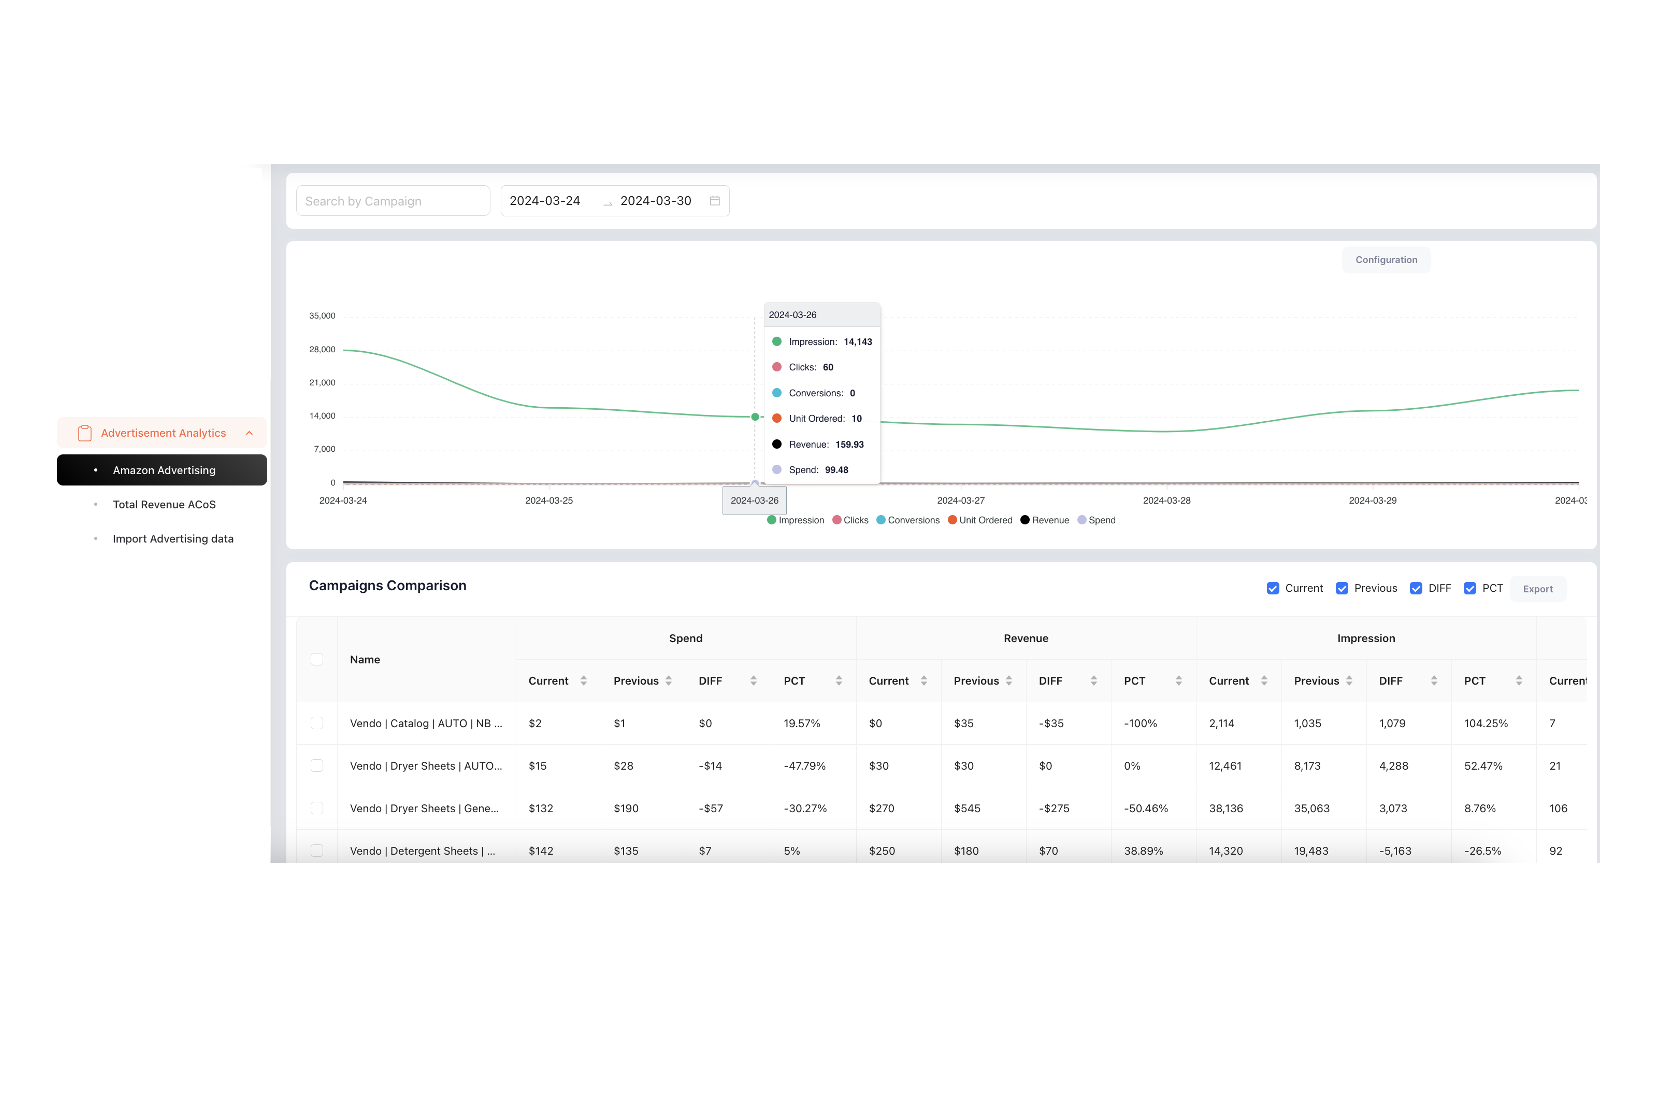 Search by Campaign
2024-03-24 → 2024-03-30
Configuration
35,000
28,000
21,000
14,000
7,000
0
2024-03-26
Impression: 14,143
Clicks: 60
Conversions: 0
Unit Ordered: 10
Revenue: 159.93
Spend: 99.48
2024-03-24 2024-03-25 2024-03-26 2024-03-27 2024-03-28 2024-03-29 2024-03
Impression Clicks Conversions Unit Ordered Revenue Spend
Advertisement Analytics
Amazon Advertising
Total Revenue ACoS
Import Advertising data
Campaigns Comparison
Current Previous DIFF PCT Export
Name Spend Revenue Impression
Current Previous DIFF PCT Current Previous DIFF PCT Current Previous DIFF PCT Current
Vendo | Catalog | AUTO | NB ... $2 $1 $0 19.57% $0 $35 -$35 -100% 2,114 1,035 1,079 104.25% 7
Vendo | Dryer Sheets | AUTO... $15 $28 -$14 -47.79% $30 $30 $0 0% 12,461 8,173 4,288 52.47% 21
Vendo | Dryer Sheets | Gene... $132 $190 -$57 -30.27% $270 $545 -$275 -50.46% 38,136 35,063 3,073 8.76% 106
Vendo | Detergent Sheets | ... $142 $135 $7 5% $250 $180 $70 38.89% 14,320 19,483 -5,163 -26.5% 92